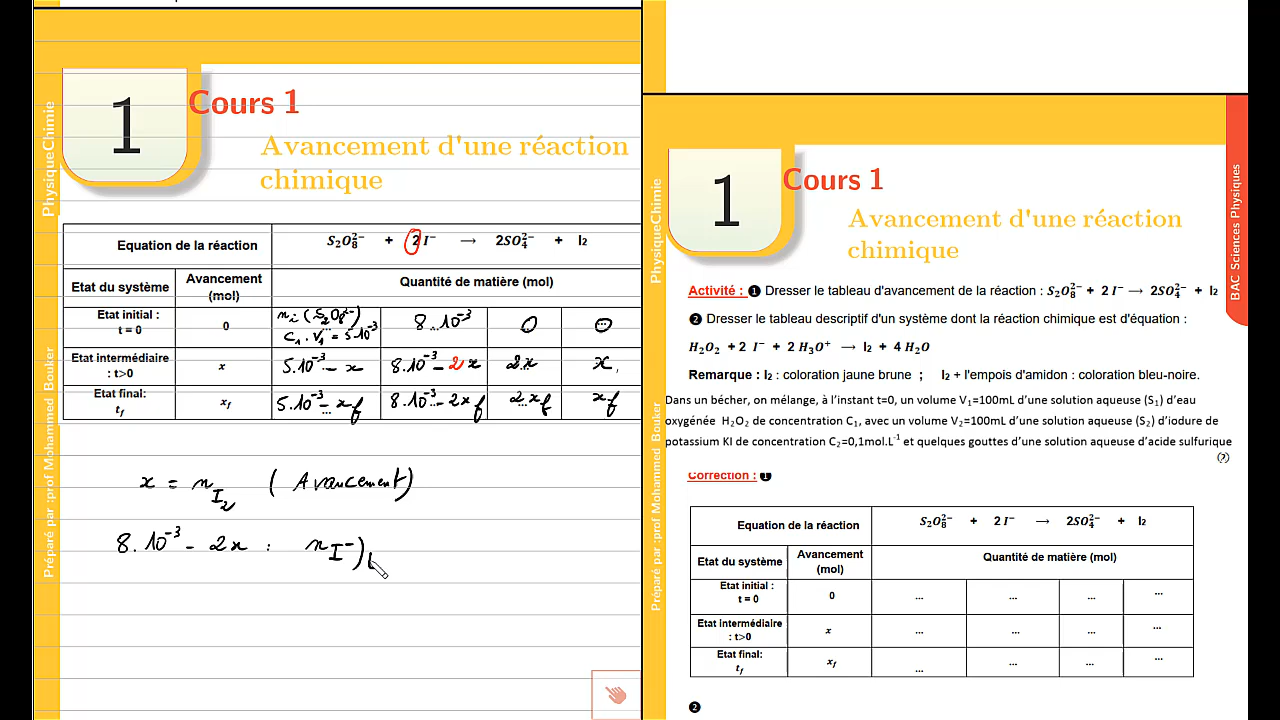 PhysiqueChimie
Préparé par :prof Mohammed Bouker
1
Cours 1
Avancement d'une réaction
chimique
Equation de la réaction S₂O₈²⁻ + 2 I⁻ → 2SO₄²⁻ + I₂
Etat du système Avancement (mol) Quantité de matière (mol)
Etat initial : t = 0 0 nᵢ(S₂O₈²⁻) C₁.V₁ = 5.10⁻³ 8.10⁻³ 0 0
Etat intermédiaire : t>0 x 5.10⁻³ - x 8.10⁻³ - 2x 2x x
Etat final: t_f x_f 5.10⁻³ - x_f 8.10⁻³ - 2x_f 2x_f x_f
x = n_I₂ ( Avancement )
8.10⁻³ - 2x : n_I⁻)
PhysiqueChimie
Préparé par :prof Mohammed Bouker
BAC Sciences Physiques
1
Cours 1
Avancement d'une réaction
chimique
Activité : ❶ Dresser le tableau d'avancement de la réaction : S₂O₈²⁻ + 2 I⁻ → 2SO₄²⁻ + I₂
❷ Dresser le tableau descriptif d'un système dont la réaction chimique est d'équation :
H₂O₂ + 2 I⁻ + 2 H₃O⁺ → I₂ + 4 H₂O
Remarque : I₂ : coloration jaune brune ; I₂ + l'empois d'amidon : coloration bleu-noire.
Dans un bécher, on mélange, à l'instant t=0, un volume V₁=100mL d'une solution aqueuse (S₁) d'eau
oxygénée H₂O₂ de concentration C₁, avec un volume V₂=100mL d'une solution aqueuse (S₂) d'iodure de
potassium KI de concentration C₂=0,1mol.L⁻¹ et quelques gouttes d'une solution aqueuse d'acide sulfurique
Correction : ❶
Equation de la réaction S₂O₈²⁻ + 2 I⁻ → 2SO₄²⁻ + I₂
Etat du système Avancement (mol) Quantité de matière (mol)
Etat initial : t = 0 0 ... ... ... ...
Etat intermédiaire : t>0 x ... ... ... ...
Etat final: t_f x_f ... ... ... ...
❷